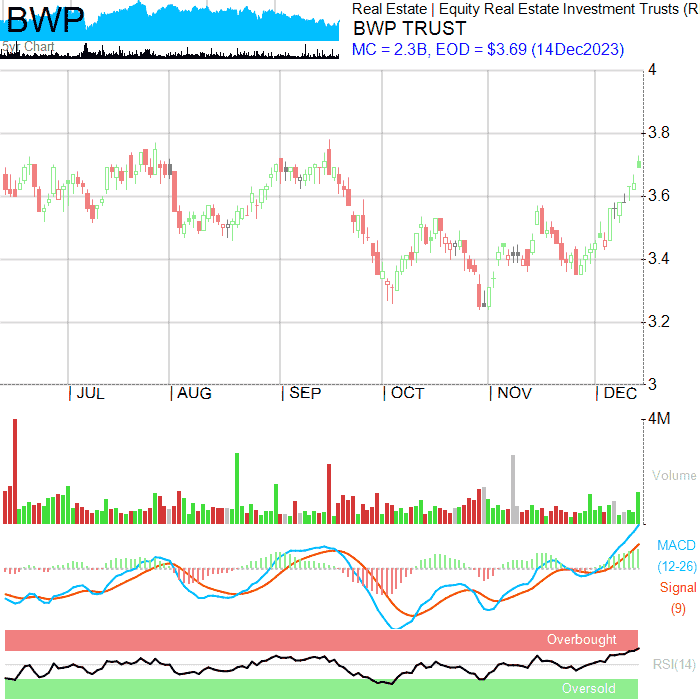 BWP
5yr Chart
Real Estate | Equity Real Estate Investment Trusts (R
BWP TRUST
MC = 2.3B, EOD = $3.69 (14Dec2023)
4
3.8
3.6
3.4
3.2
3
| JUL | AUG | SEP | OCT | NOV | DEC
4M
Volume
MACD
(12-26)
Signal
(9)
Overbought
RSI(14)
Oversold